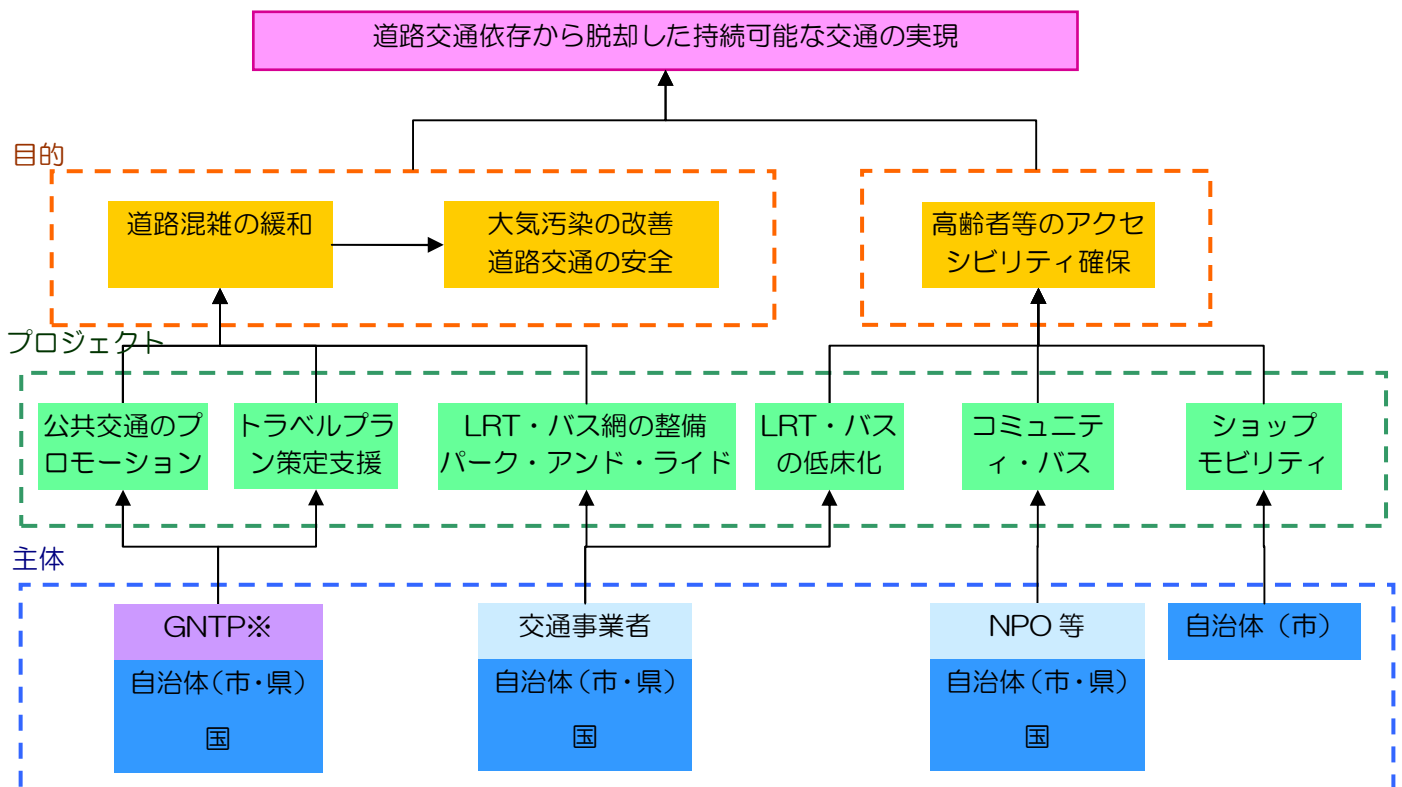 道路交通依存から脱却した持続可能な交通の実現
目的
道路混雑の緩和
大気汚染の改善
道路交通の安全
高齢者等のアクセ
シビリティ確保
プロジェクト
公共交通のプ
ロモーション
トラベルプラ
ン策定支援
LRT・バス網の整備
パーク・アンド・ライド
LRT・バス
の低床化
コミュニテ
ィ・バス
ショップ
モビリティ
主体
GNTP※
自治体(市・県)
国
交通事業者
自治体(市・県)
国
NPO 等
自治体(市・県)
国
自治体(市)